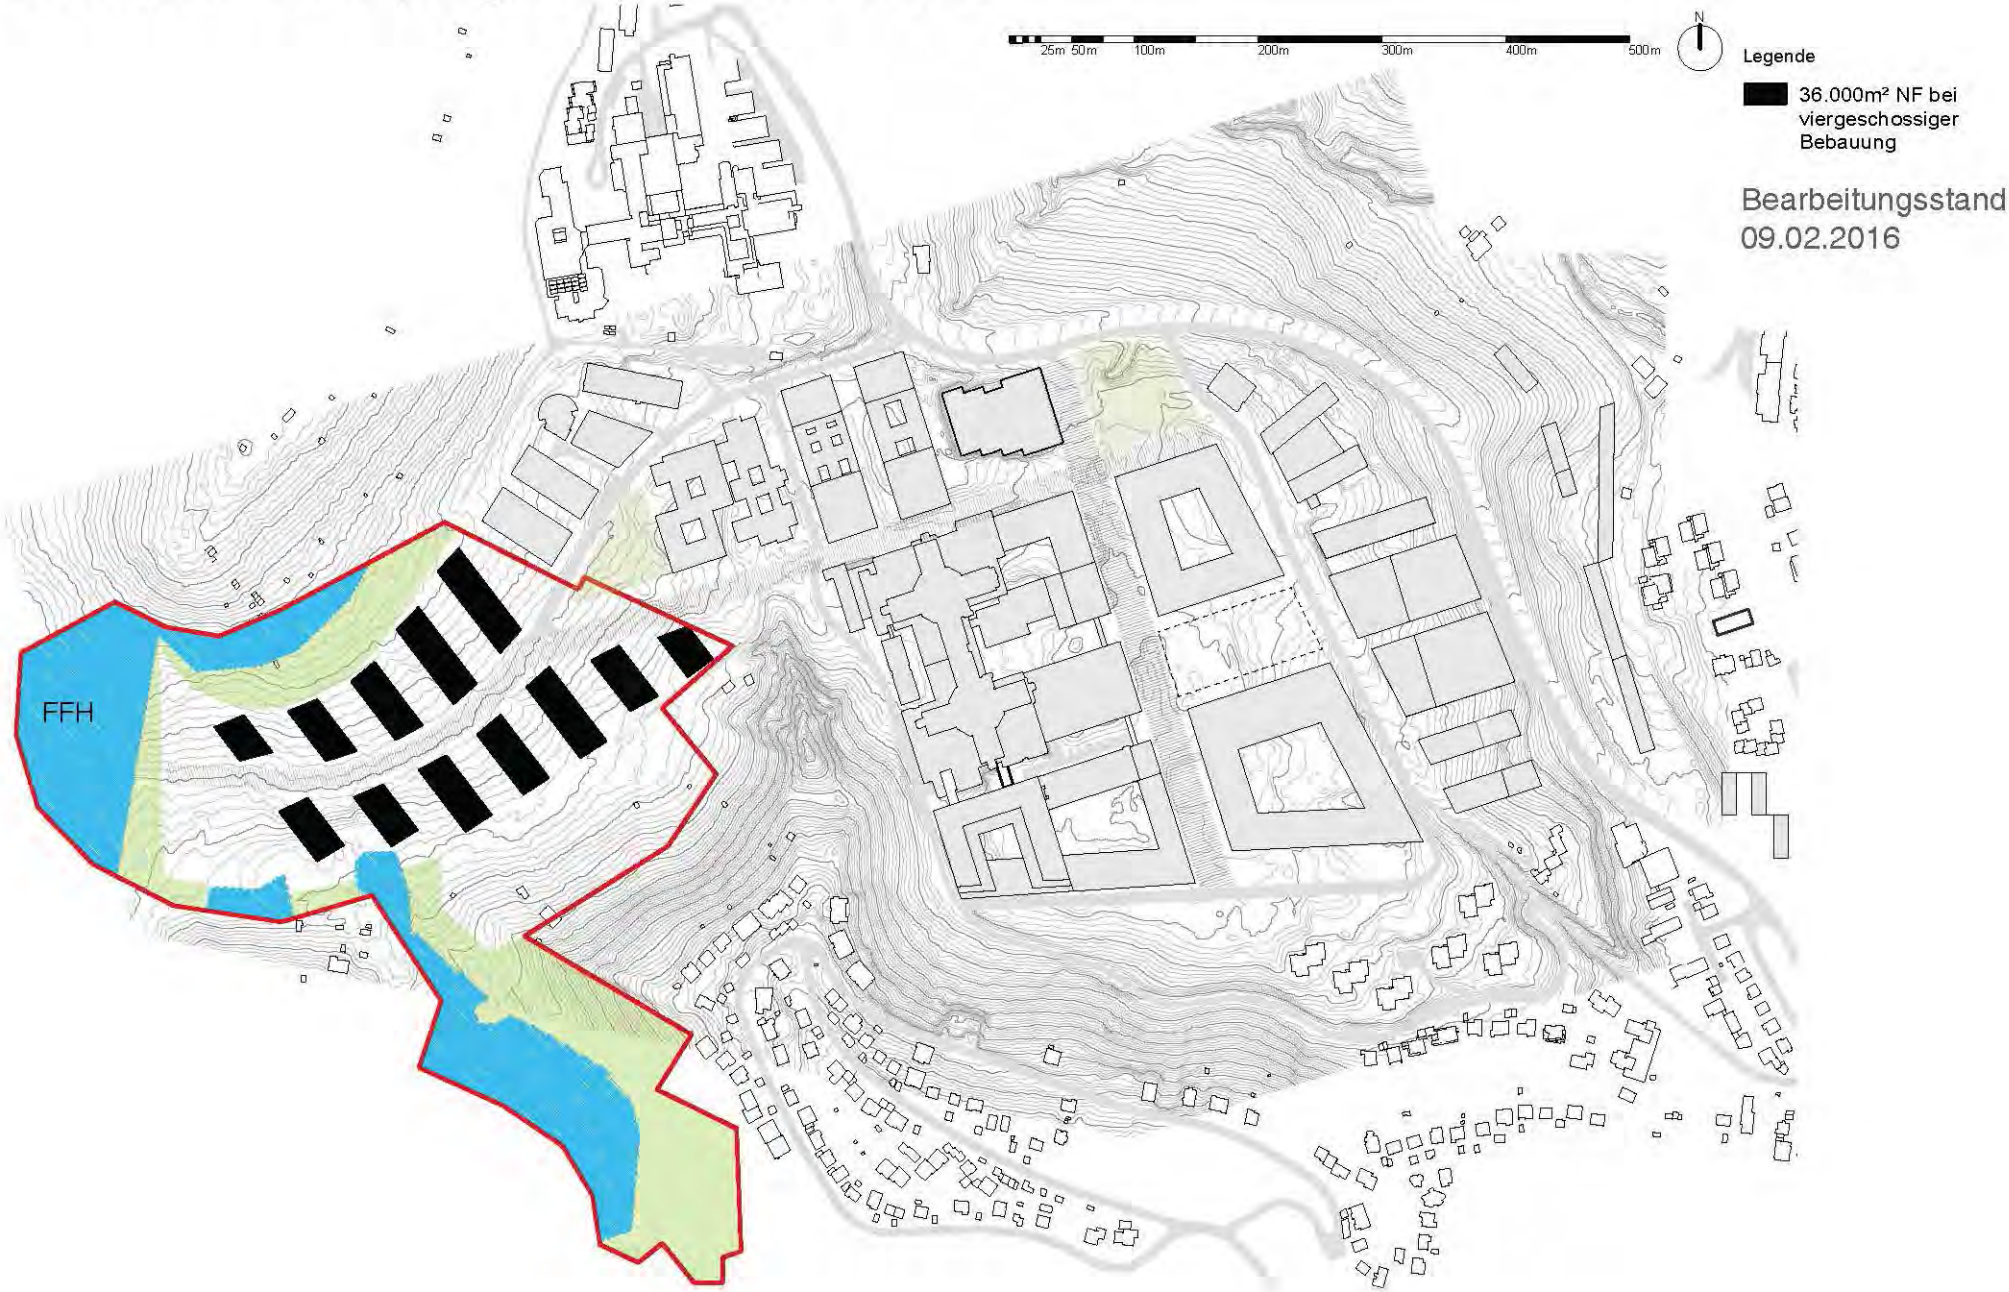 25m 50m 100m 200m 300m 400m 500m
N
Legende
36.000m² NF bei
viergeschossiger
Bebauung
Bearbeitungsstand
09.02.2016
FFH